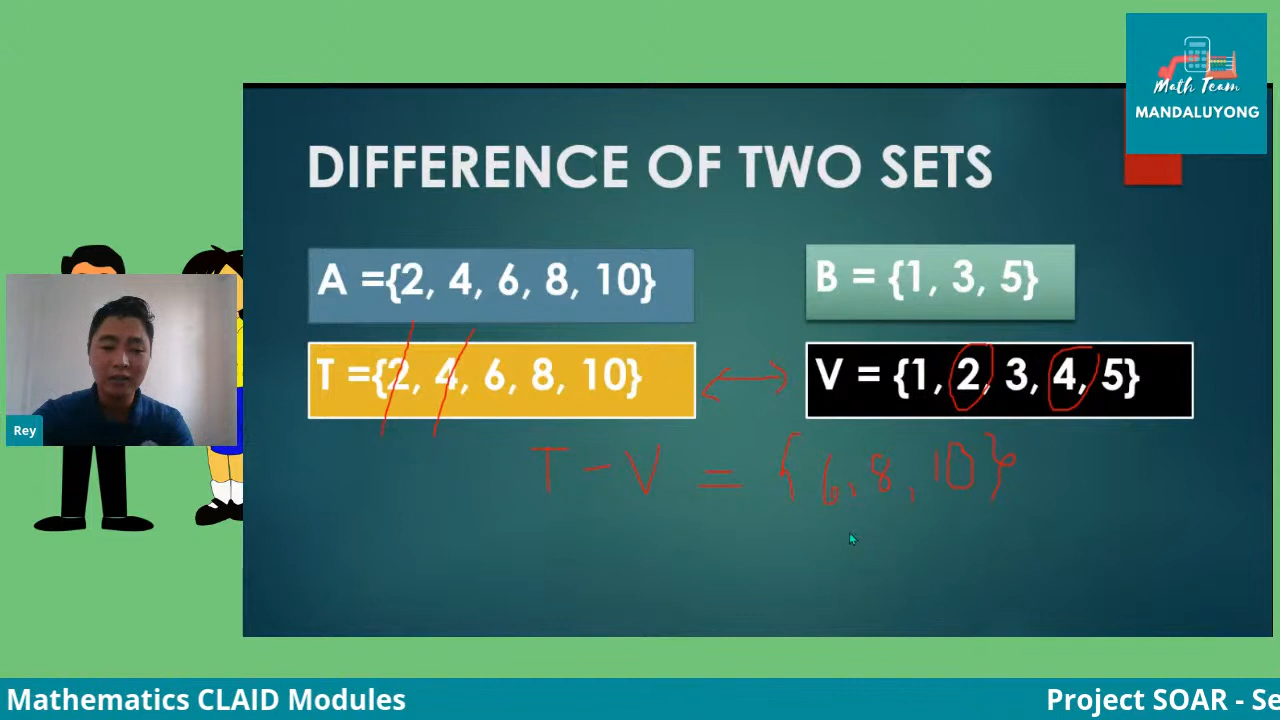 Math Team
MANDALUYONG
DIFFERENCE OF TWO SETS
A ={2, 4, 6, 8, 10}
B = {1, 3, 5}
T ={2, 4, 6, 8, 10}
V = {1, 2, 3, 4, 5}
T - V = {6, 8, 10}
Rey
Mathematics CLAID Modules
Project SOAR - Se